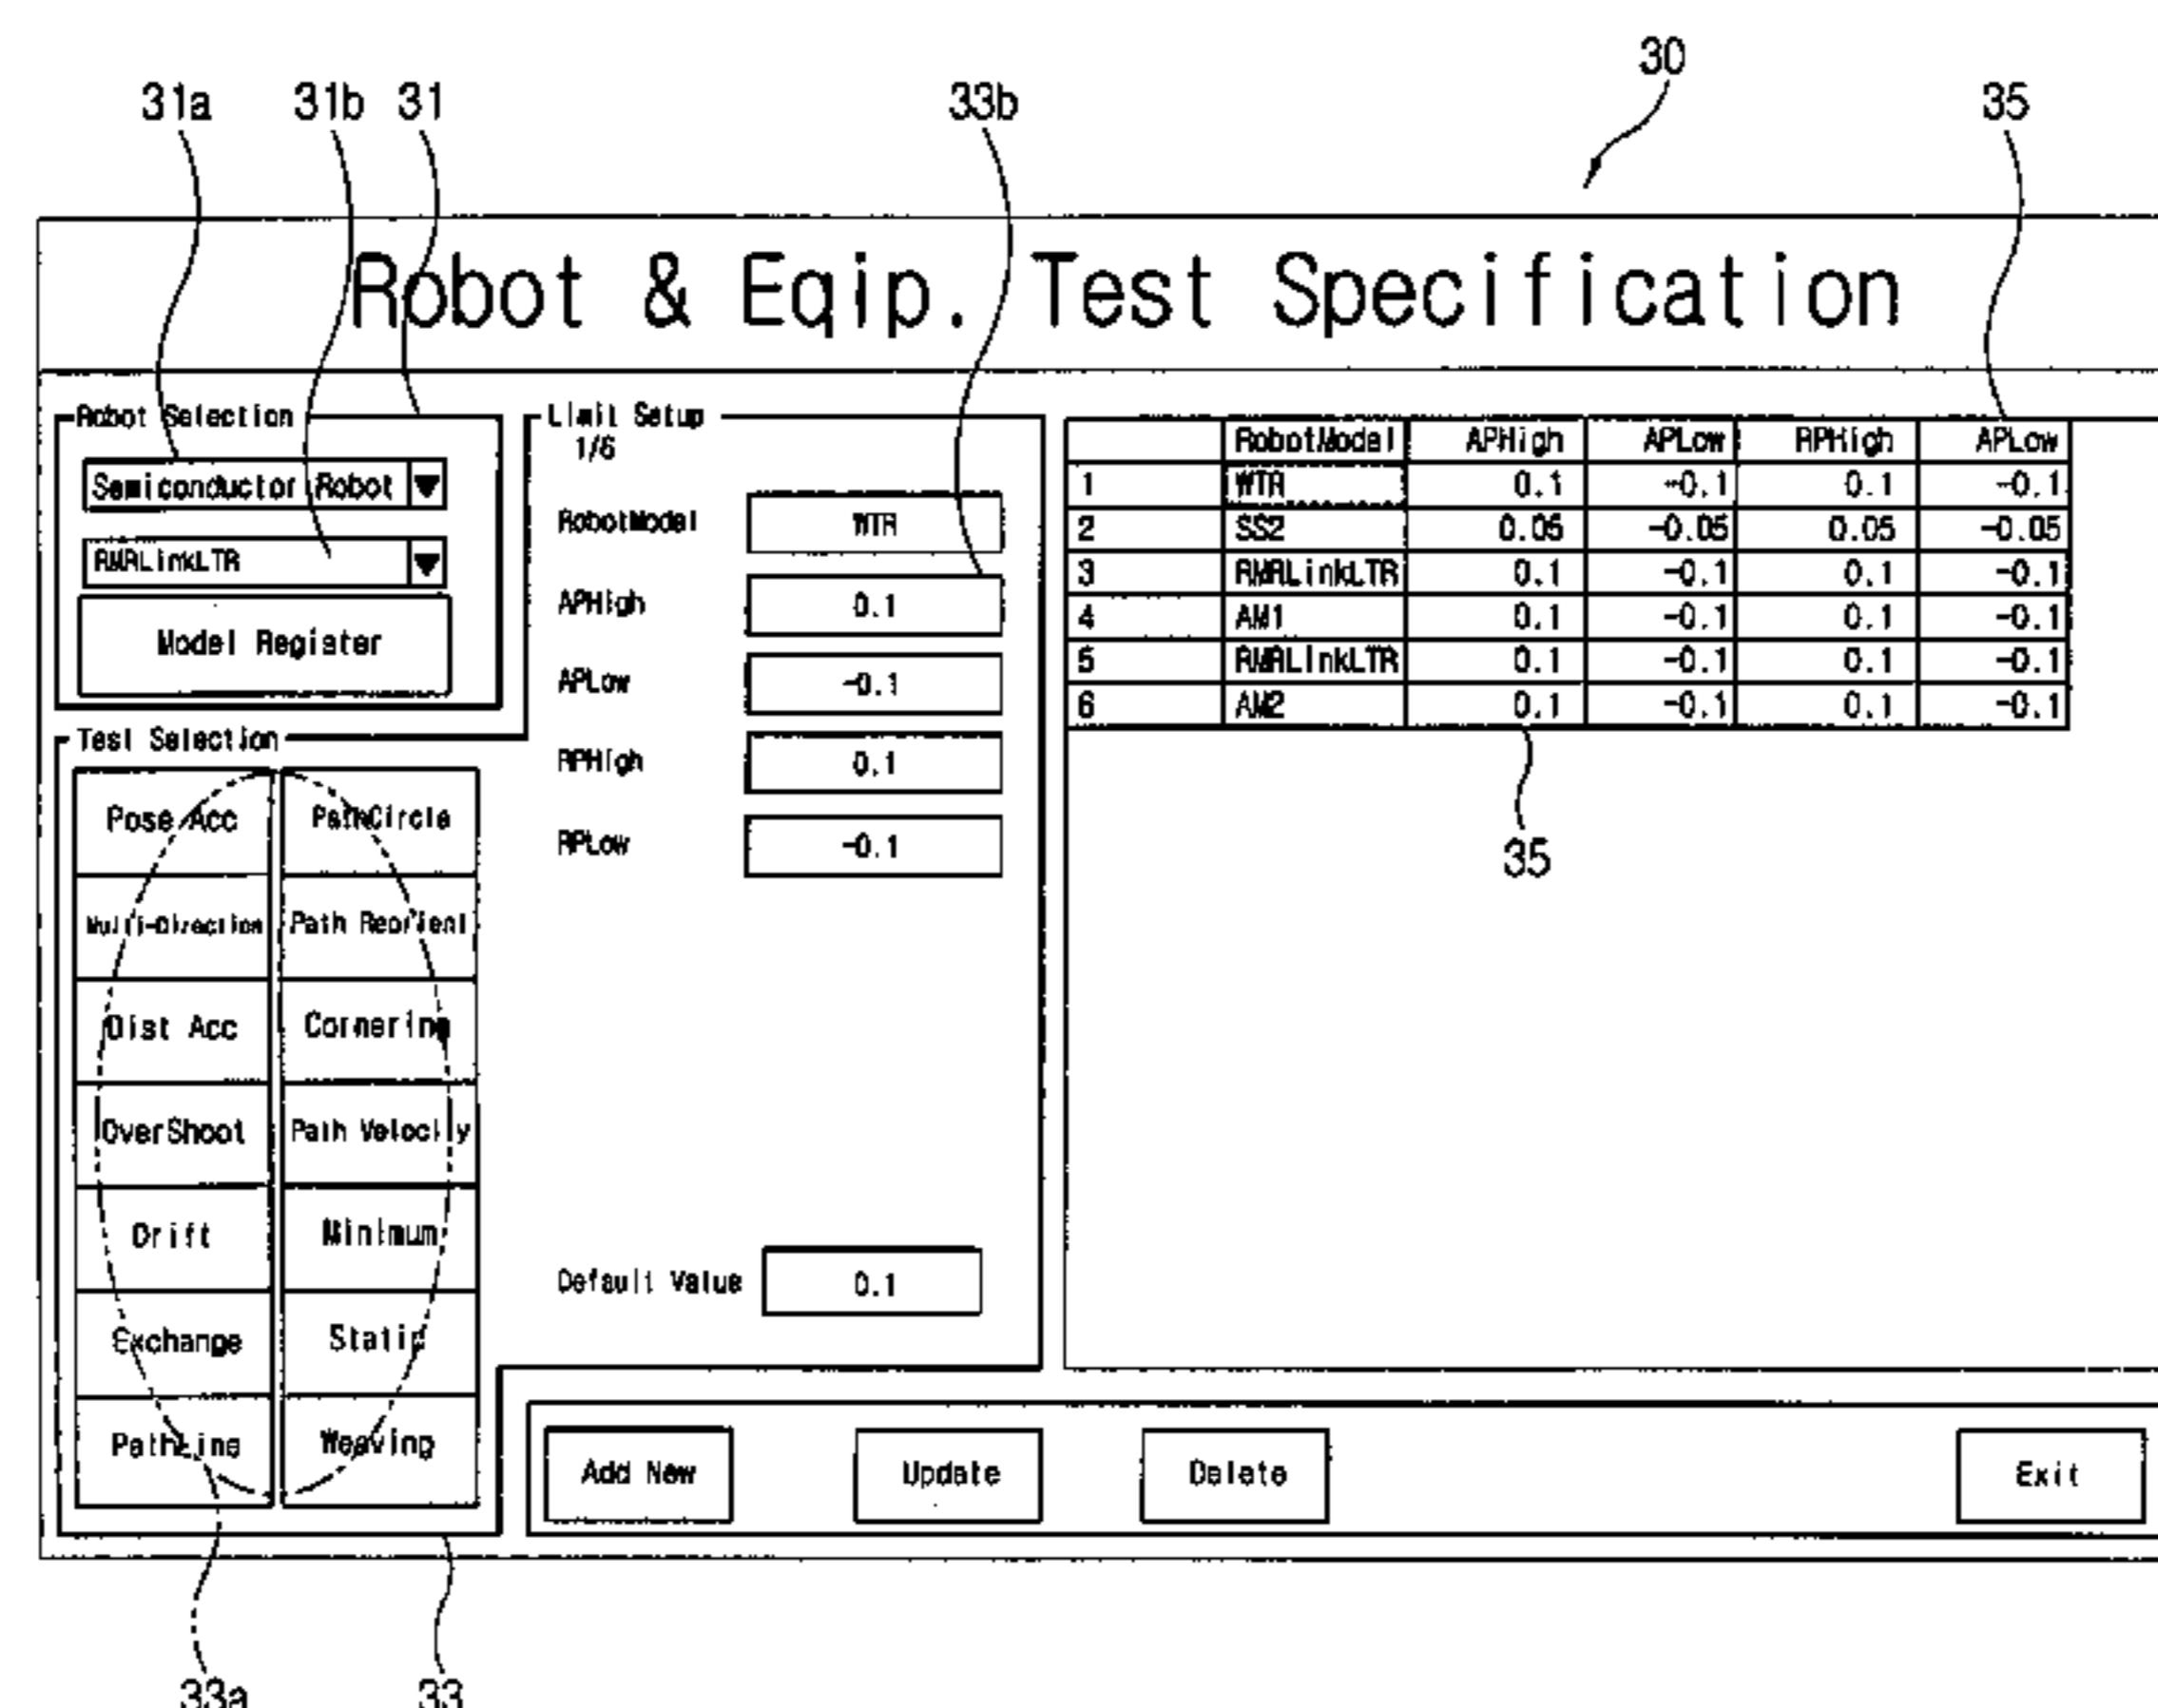 30
31a 31b 31 33b 35
Robot & Eqip. Test Specification
Robot Selection
Semiconductor Robot
RMRLinkLTR
Model Register
Limit Setup
1/6
RobotModel WTR
APHigh 0.1
APLow -0.1
RPHigh 0.1
RPLow -0.1
Default Value 0.1
RobotModel APHigh APLow RPHigh APLow
1 WTR 0.1 -0.1 0.1 -0.1
2 SS2 0.05 -0.05 0.05 -0.05
3 RMRLinkLTR 0.1 -0.1 0.1 -0.1
4 AM1 0.1 -0.1 0.1 -0.1
5 RMRLinkLTR 0.1 -0.1 0.1 -0.1
6 AM2 0.1 -0.1 0.1 -0.1
35
Test Selection
Pose Acc PathCircle
Multi-Direction Path Reorient
Dist Acc Cornering
OverShoot Path Velocity
Drift Minimum
Exchange Static
PathLine Weaving
Add New Update Delete Exit
33a 33